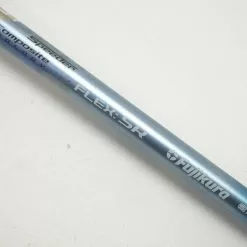 Speeder
composite
FLEX: SR
Fujikura